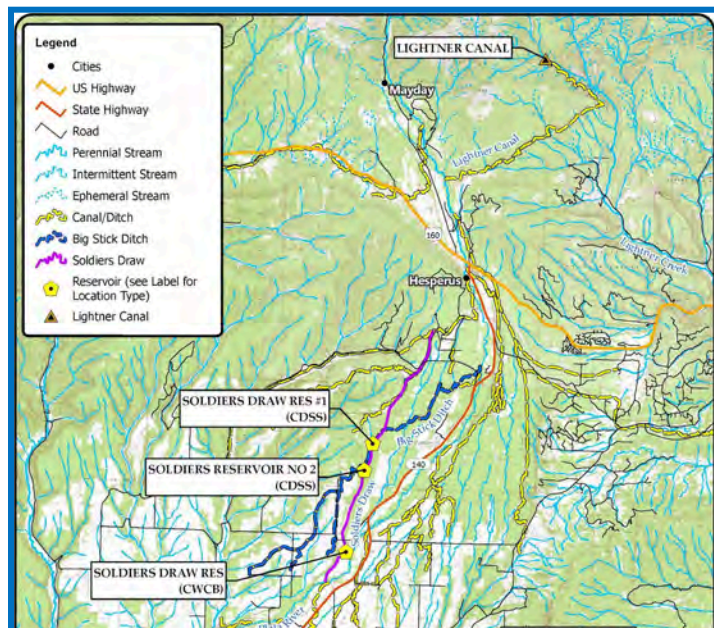 Legend
Cities
US Highway
State Highway
Road
Perennial Stream
Intermittent Stream
Ephemeral Stream
Canal/Ditch
Big Stick Ditch
Soldiers Draw
Reservoir (see Label for
Location Type)
Lightner Canal
LIGHTNER CANAL
Mayday
Lightner Canal
160
Lightner Creek
Hesperus
SOLDIERS DRAW RES #1
(CDSS)
Big Stick Ditch
SOLDIERS RESERVOIR NO 2
(CDSS)
140
Soldiers Draw
SOLDIERS DRAW RES
(CWCB)
River